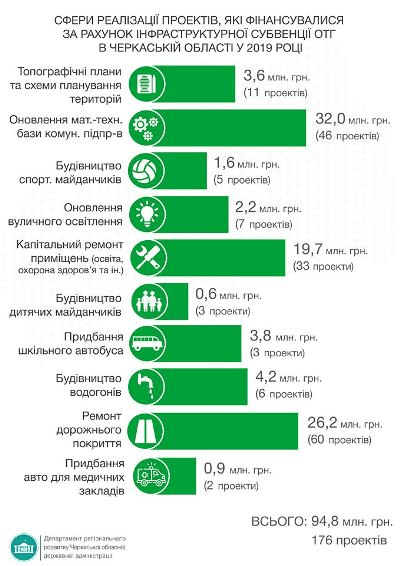 СФЕРИ РЕАЛІЗАЦІЇ ПРОЕКТІВ, ЯКІ ФІНАНСУВАЛИСЯ
ЗА РАХУНОК ІНФРАСТРУКТУРНОЇ СУБВЕНЦІЇ ОТГ
В ЧЕРКАСЬКІЙ ОБЛАСТІ У 2019 РОЦІ
Топографічні плани
та схеми планування
територій
3,6 млн. грн.
(11 проектів)
Оновлення мат.-техн.
бази комун. підпр-в
32,0 млн. грн.
(46 проектів)
Будівництво
спорт. майданчиків
1,6 млн. грн.
(5 проектів)
Оновлення
вуличного освітлення
2,2 млн. грн.
(7 проектів)
Капітальний ремонт
приміщень (освіта,
охорона здоров'я та ін.)
19,7 млн. грн.
(33 проекти)
Будівництво
дитячих майданчиків
0,6 млн. грн.
(3 проекти)
Придбання
шкільного автобуса
3,8 млн. грн.
(3 проекти)
Будівництво
водогонів
4,2 млн. грн.
(6 проектів)
Ремонт
дорожнього
покриття
26,2 млн. грн.
(60 проектів)
Придбання
авто для медичних
закладів
0,9 млн. грн.
(2 проекти)
ВСЬОГО: 94,8 млн. грн.
176 проектів
Департамент регіонального
розвитку Черкаської обласної
державної адміністрації